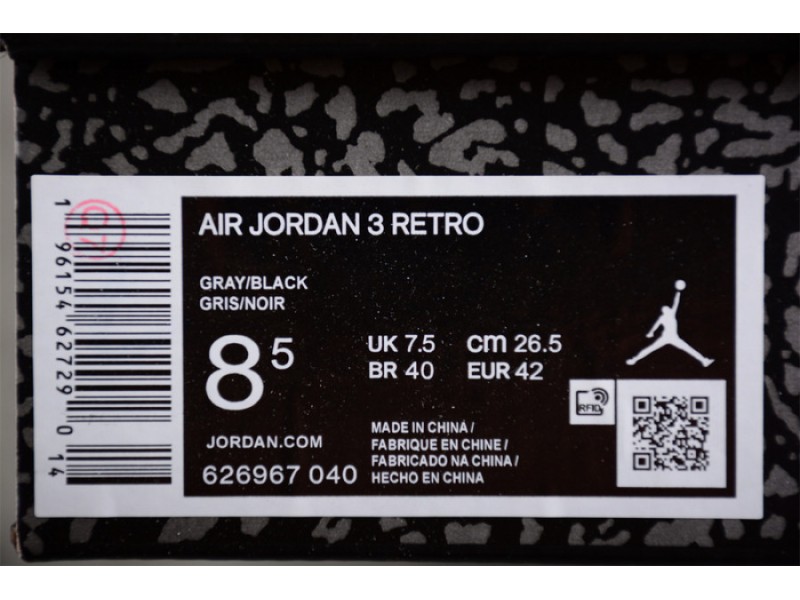 AIR JORDAN 3 RETRO
GRAY/BLACK
GRIS/NOIR
8 5
UK 7.5 cm 26.5
BR 40 EUR 42
RFID
MADE IN CHINA /
FABRIQUE EN CHINE /
FABRICADO NA CHINA /
HECHO EN CHINA
JORDAN.COM
626967 040
1 96154 62729 0 14